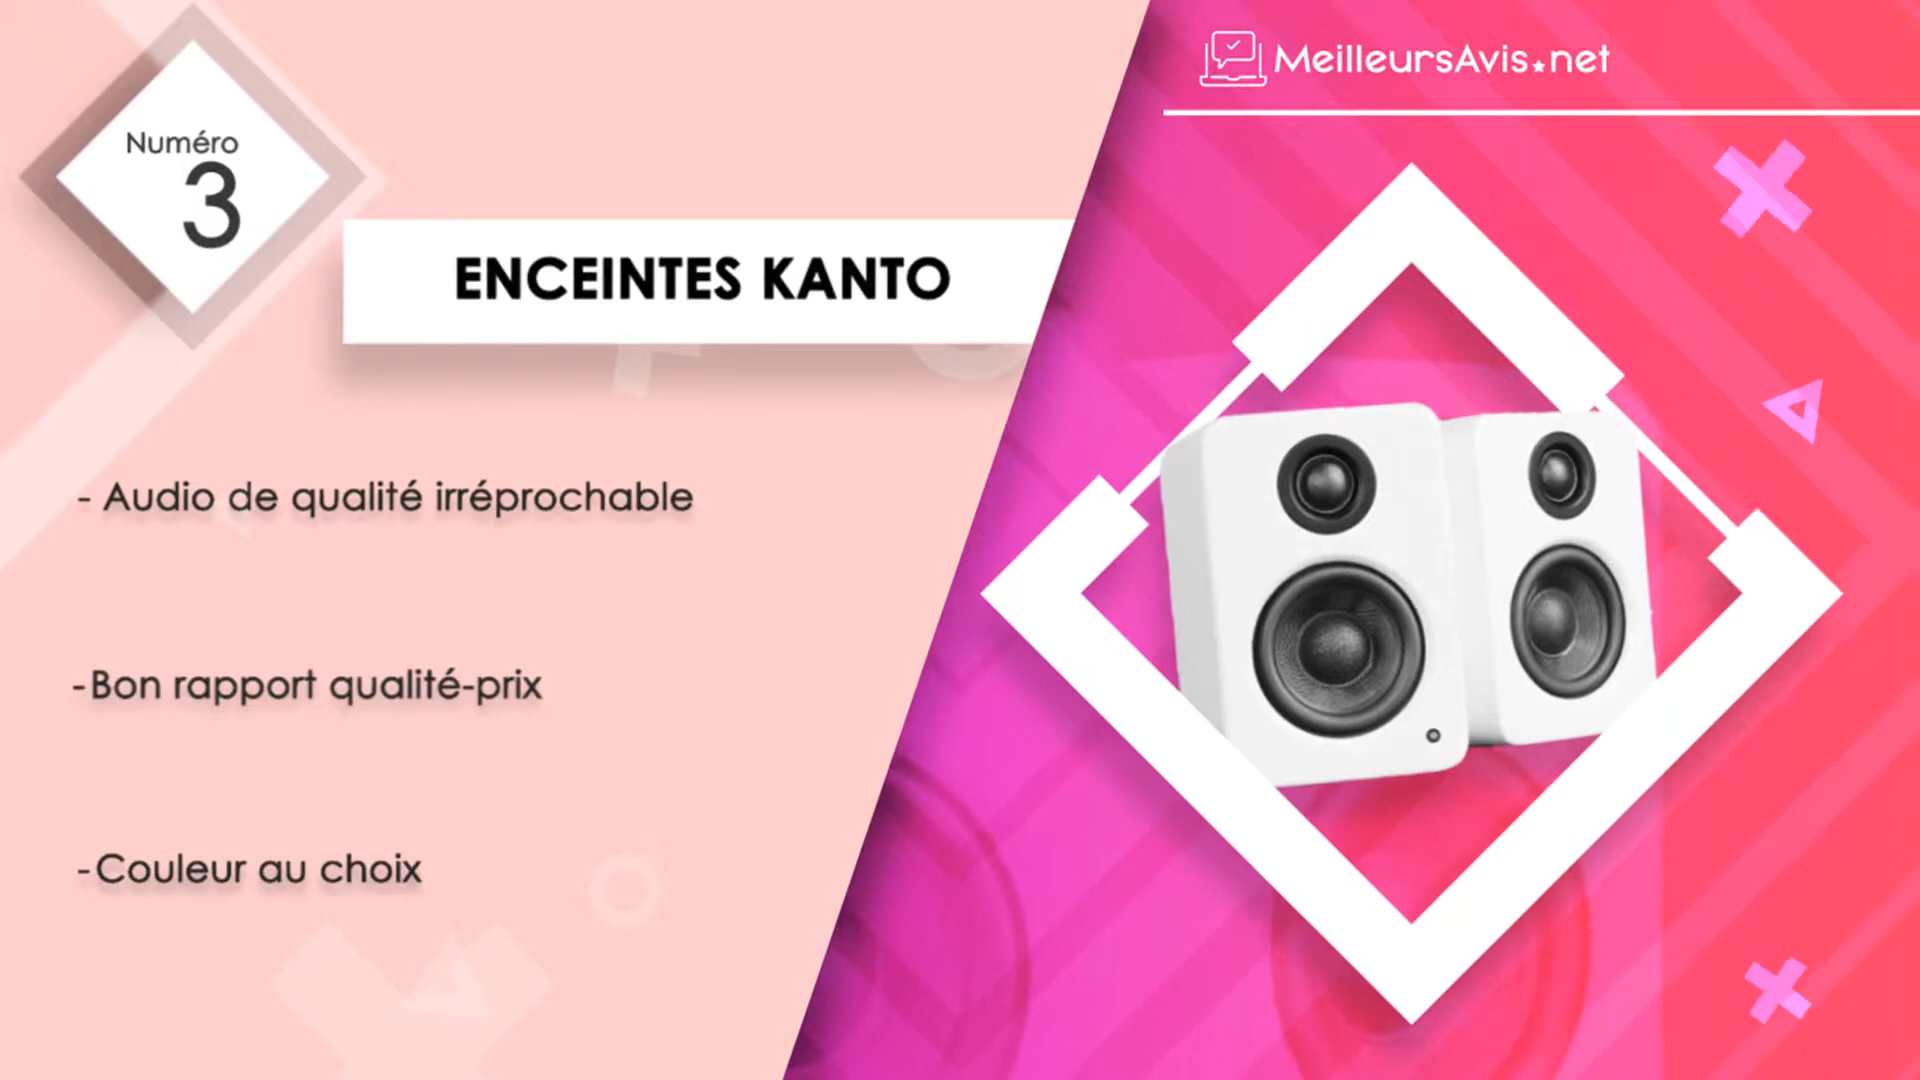 Numéro
3
MeilleursAvis.net
ENCEINTES KANTO
- Audio de qualité irréprochable
- Bon rapport qualité-prix
- Couleur au choix